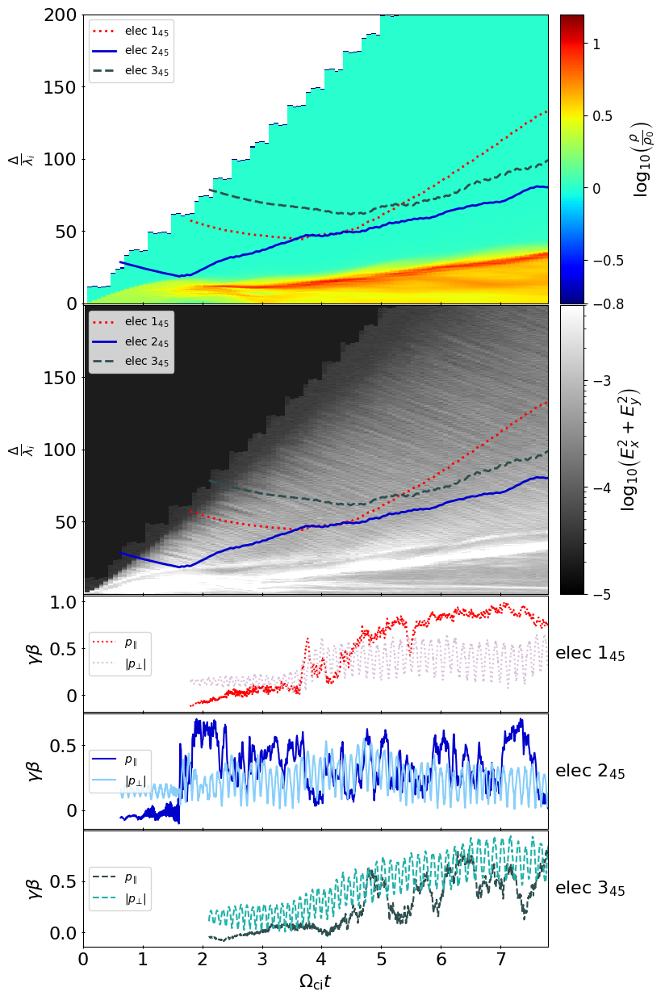 200
150
100
50
0
Δ/λᵢ
elec 1₄₅
elec 2₄₅
elec 3₄₅
1
0.5
0
−0.5
−0.8
log₁₀(ρ/ρ₀)
150
100
50
Δ/λᵢ
elec 1₄₅
elec 2₄₅
elec 3₄₅
−3
−4
−5
log₁₀(Eₓ² + E_y²)
1.0
0.5
0
γβ
p∥
|p⊥|
elec 1₄₅
0.5
0
γβ
p∥
|p⊥|
elec 2₄₅
0.5
0.0
γβ
p∥
|p⊥|
elec 3₄₅
0 1 2 3 4 5 6 7
Ω_ci t